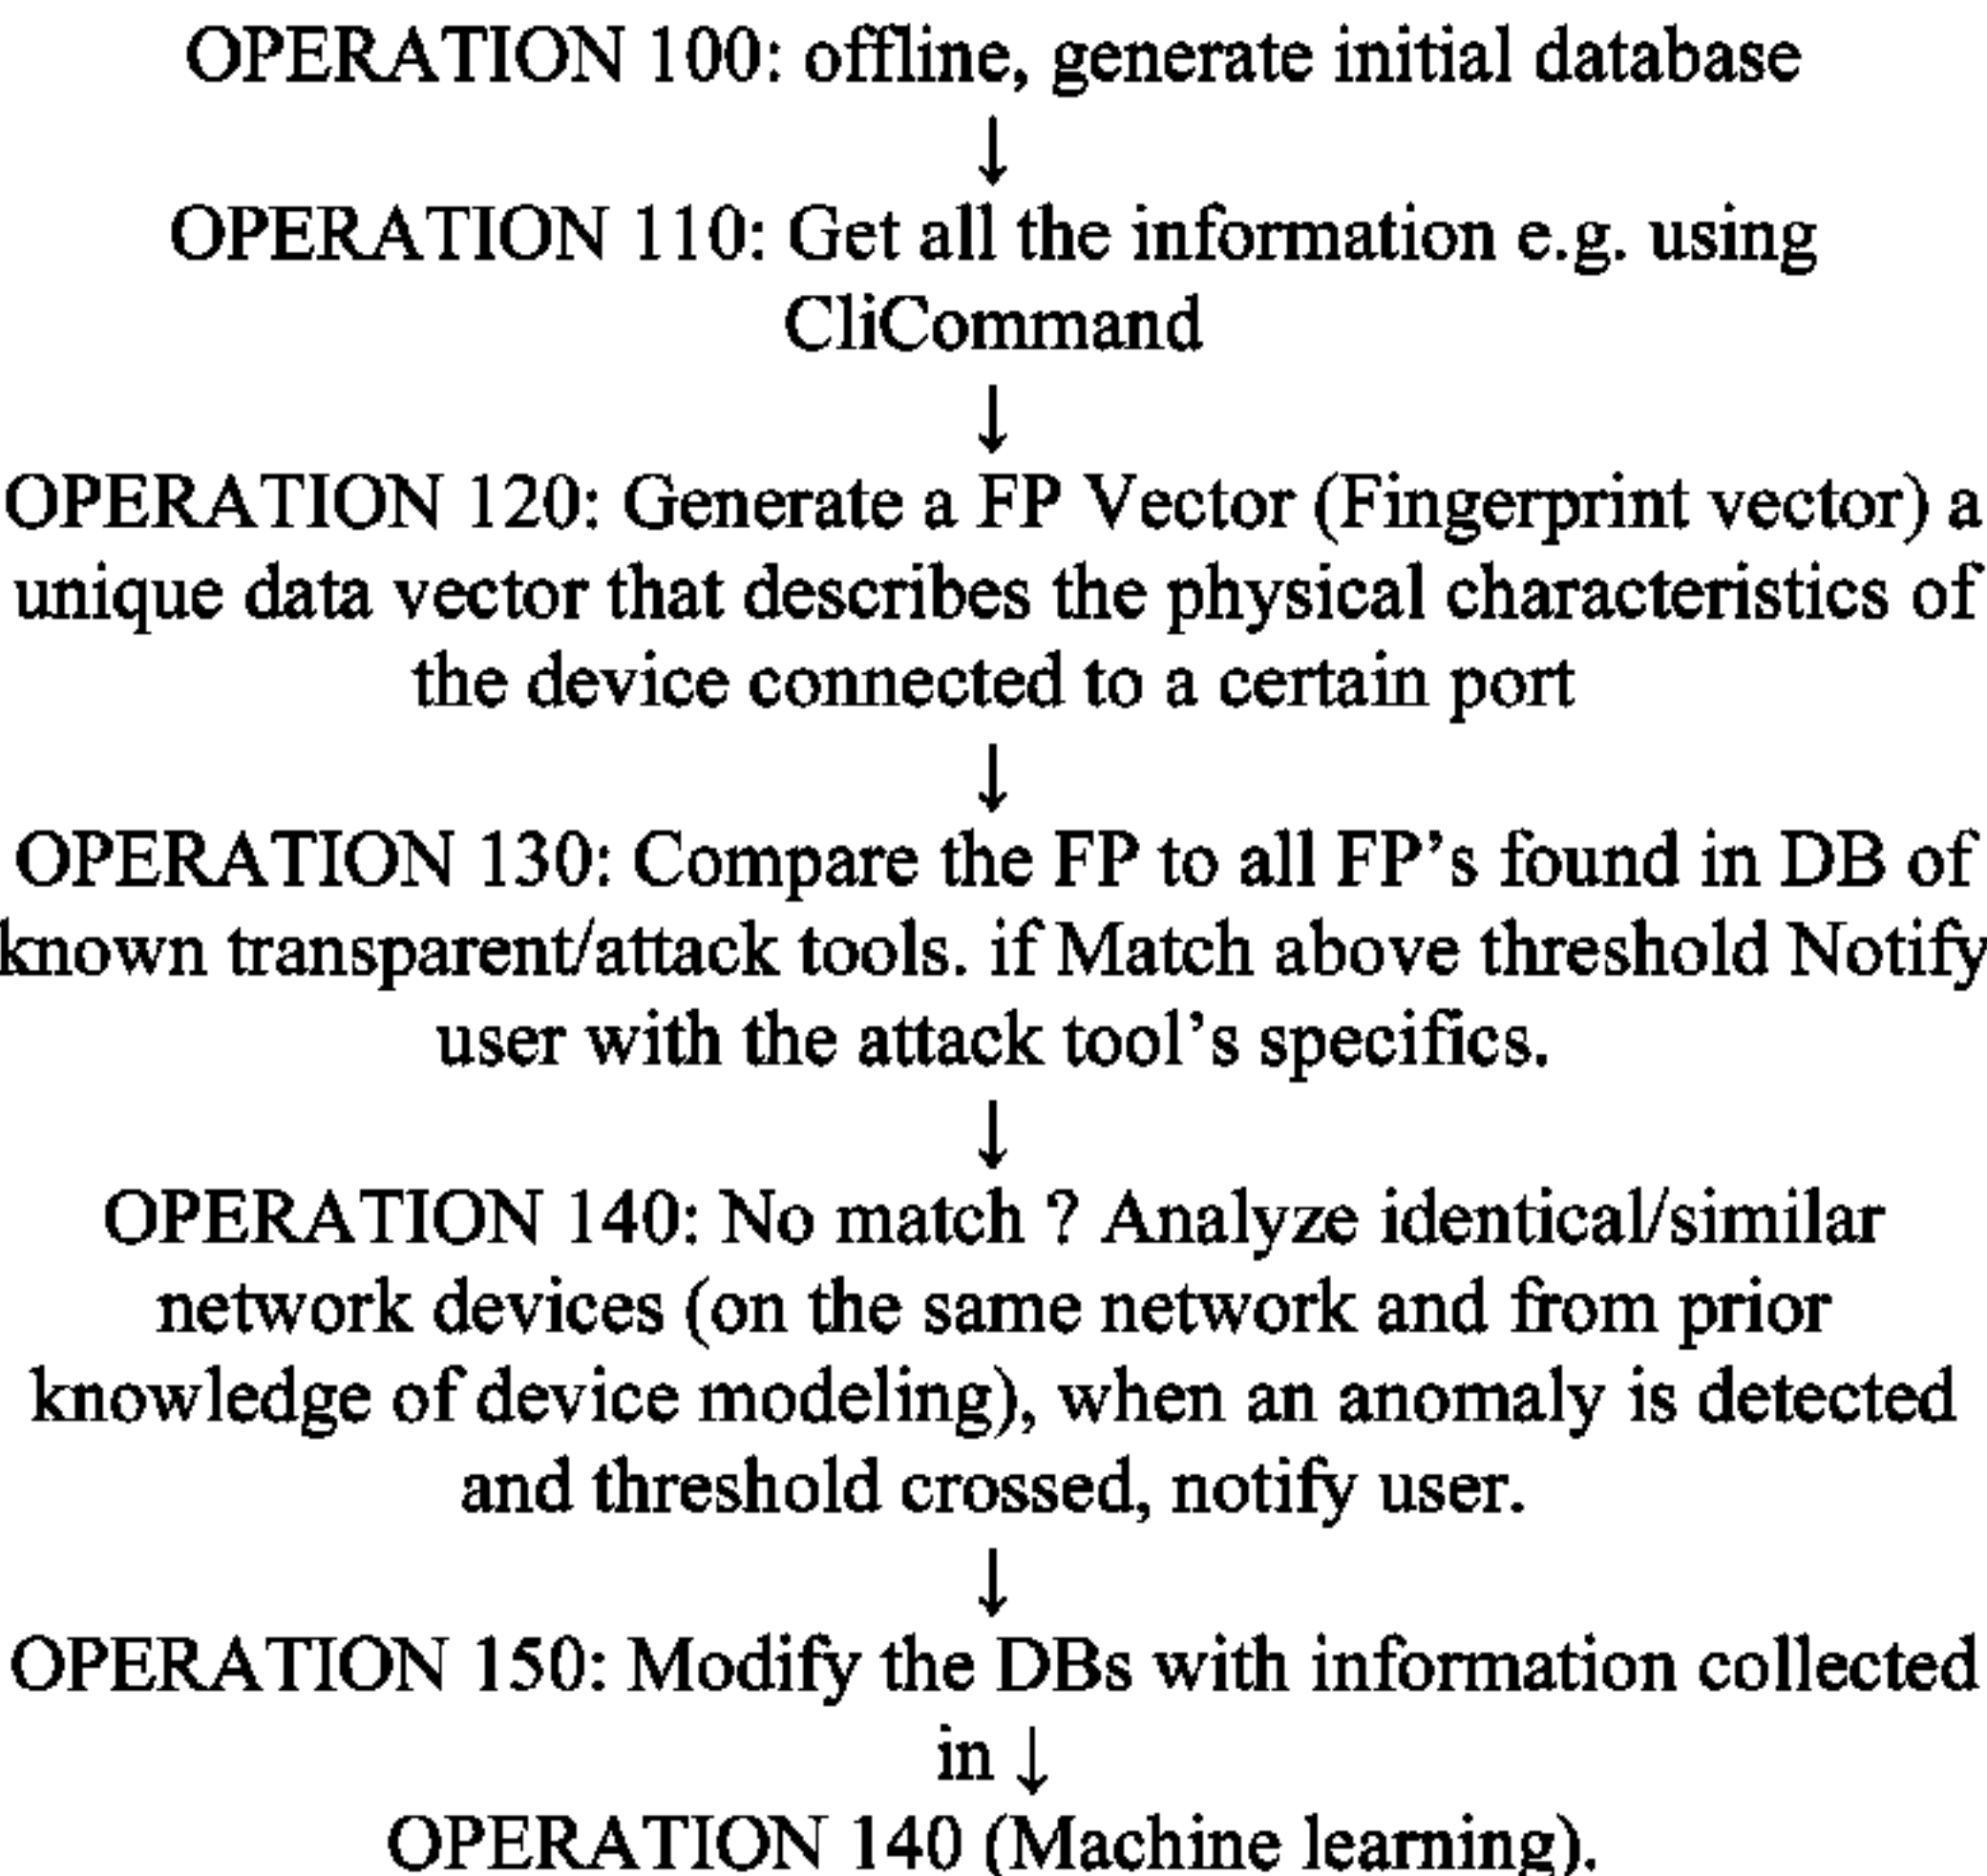 OPERATION 100: offline, generate initial database
↓
OPERATION 110: Get all the information e.g. using
CliCommand
↓
OPERATION 120: Generate a FP Vector (Fingerprint vector) a
unique data vector that describes the physical characteristics of
the device connected to a certain port
↓
OPERATION 130: Compare the FP to all FP’s found in DB of
known transparent/attack tools. if Match above threshold Notify
user with the attack tool’s specifics.
↓
OPERATION 140: No match ? Analyze identical/similar
network devices (on the same network and from prior
knowledge of device modeling), when an anomaly is detected
and threshold crossed, notify user.
↓
OPERATION 150: Modify the DBs with information collected
in ↓
OPERATION 140 (Machine learning).